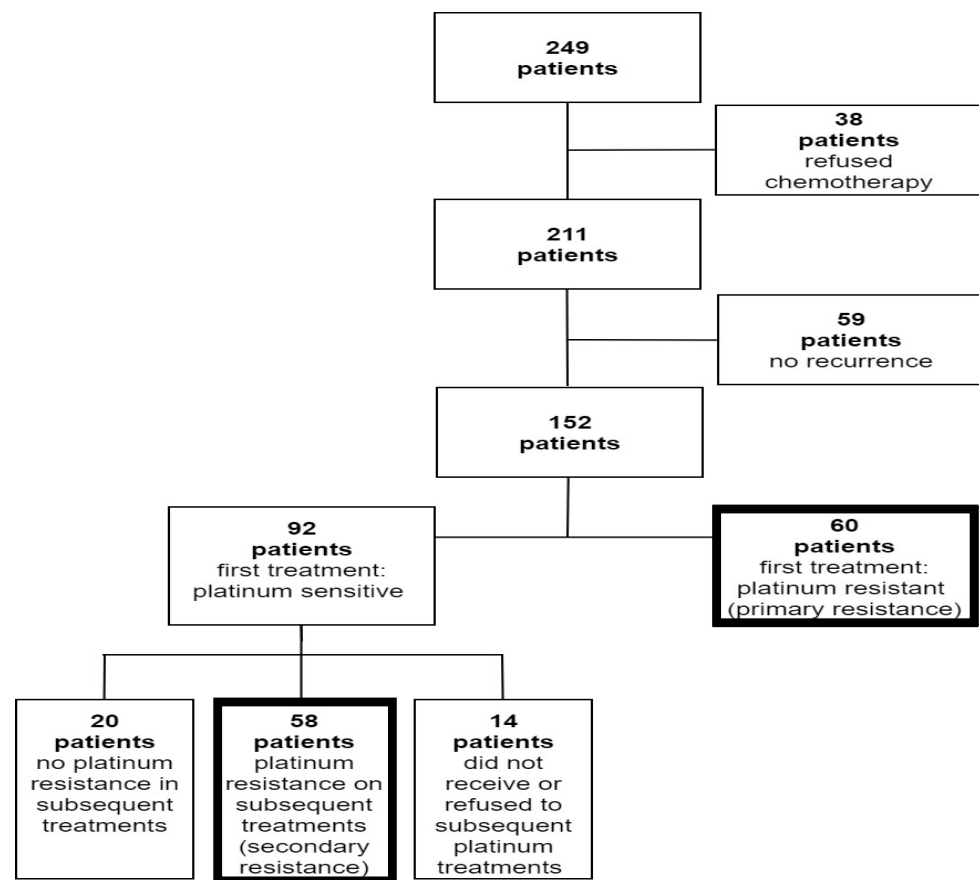 249
patients
38
patients
refused
chemotherapy
211
patients
59
patients
no recurrence
152
patients
92
patients
first treatment:
platinum sensitive
60
patients
first treatment:
platinum resistant
(primary resistance)
20
patients
no platinum
resistance in
subsequent
treatments
58
patients
platinum
resistance on
subsequent
treatments
(secondary
resistance)
14
patients
did not
receive or
refused to
subsequent
platinum
treatments